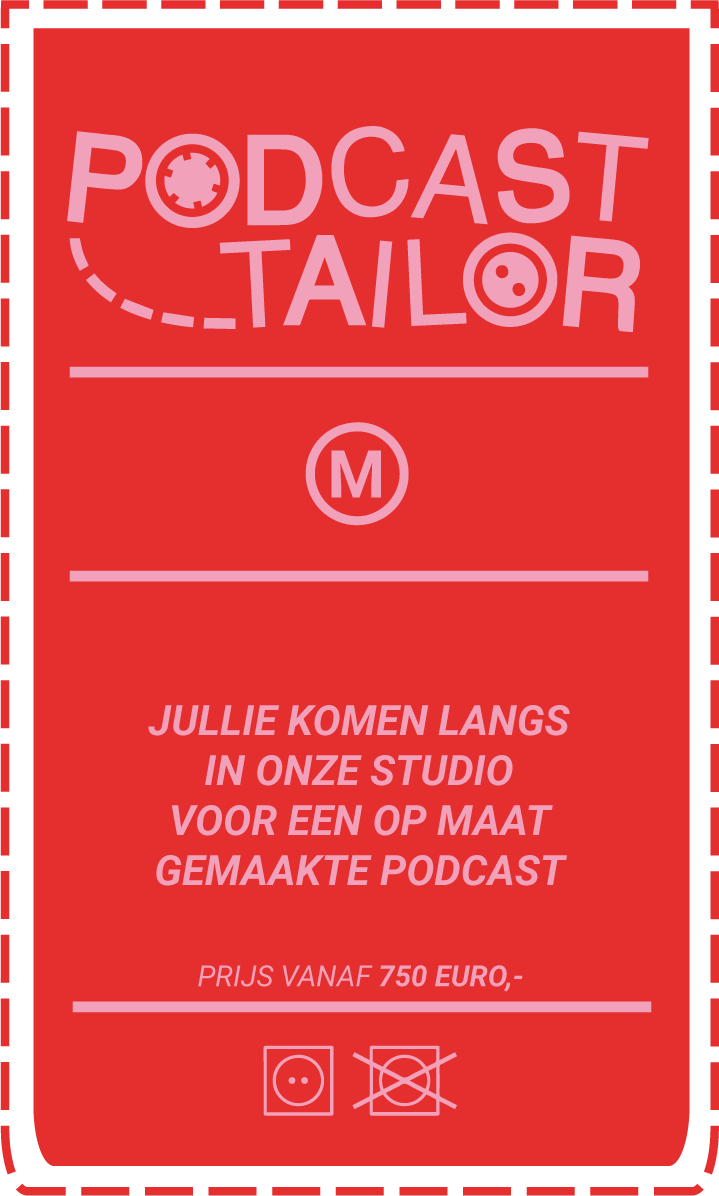 PODCAST
TAILOR
M
JULLIE KOMEN LANGS
IN ONZE STUDIO
VOOR EEN OP MAAT
GEMAAKTE PODCAST
PRIJS VANAF 750 EURO,-